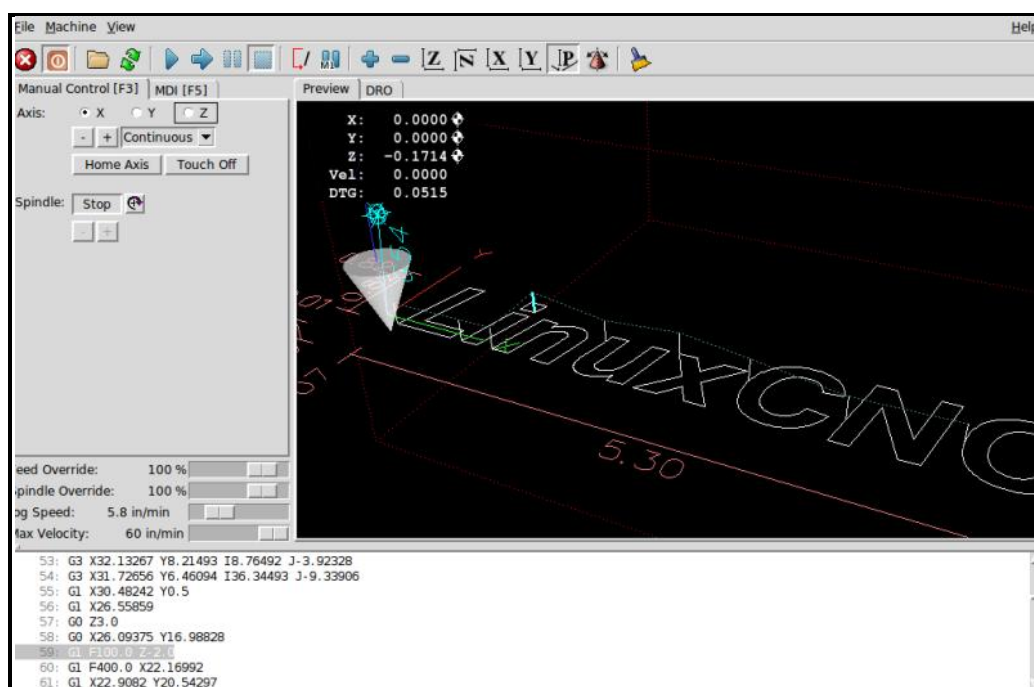 File Machine View Help
Z N X Y P
Manual Control [F3] MDI [F5] Preview DRO
Axis: X Y Z
- + Continuous
Home Axis Touch Off
Spindle: Stop
- +
X: 0.0000
Y: 0.0000
Z: -0.1714
Vel: 0.0000
DTG: 0.0515
Y
X
LinuxCNC
5.30
eed Override: 100 %
pindle Override: 100 %
og Speed: 5.8 in/min
Max Velocity: 60 in/min
53: G3 X32.13267 Y8.21493 I8.76492 J-3.92328
54: G3 X31.72656 Y6.46094 I36.34493 J-9.33906
55: G1 X30.48242 Y0.5
56: G1 X26.55859
57: G0 Z3.0
58: G0 X26.09375 Y16.98828
59: G1 F100.0 Z-2.0
60: G1 F400.0 X22.16992
61: G1 X22.9082 Y20.54297